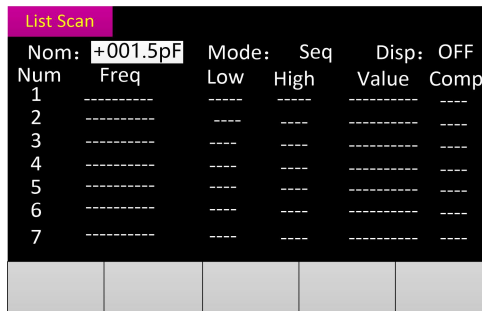 List Scan
Nom: +001.5pF Mode: Seq Disp: OFF
Num Freq Low High Value Comp
1 ---------- ----- ----- ---------- ----
2 ---------- ---- ---- ---------- ----
3 ---------- ---- ---- ---------- ----
4 ---------- ---- ---- ---------- ----
5 ---------- ---- ---- ---------- ----
6 ---------- ---- ---- ---------- ----
7 ---------- ---- ---- ---------- ----